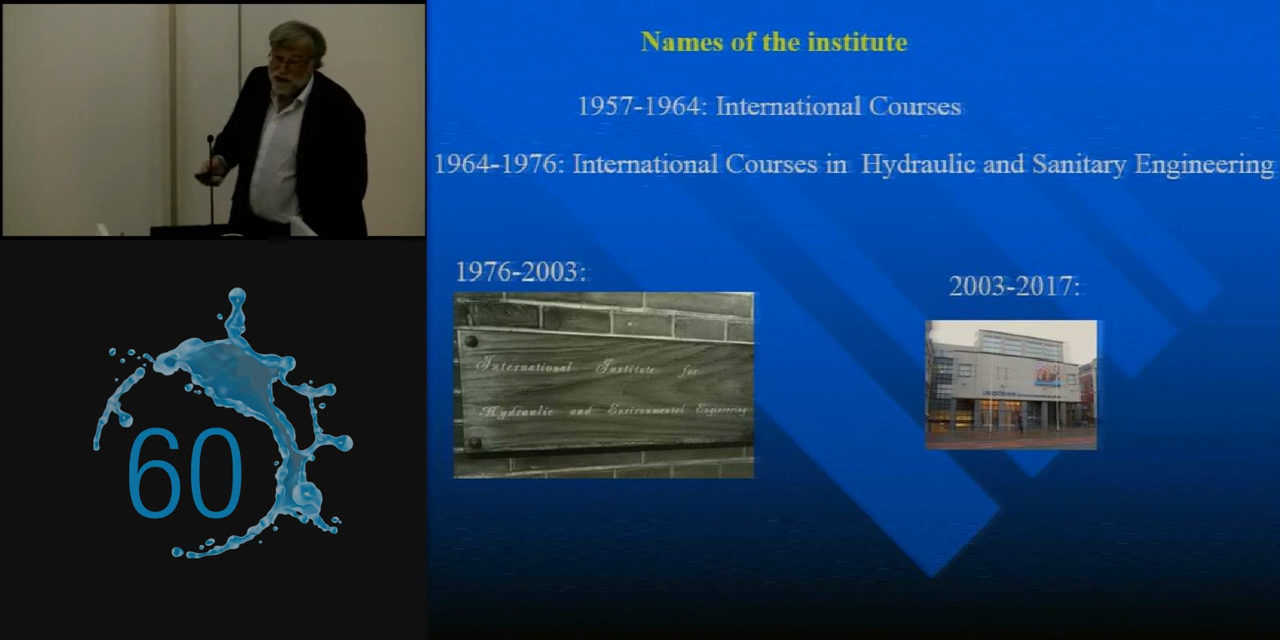 Names of the institute
1957-1964: International Courses
1964-1976: International Courses in Hydraulic and Sanitary Engineering
1976-2003:
2003-2017:
International Institute for
Hydraulic and Environmental Engineering
60